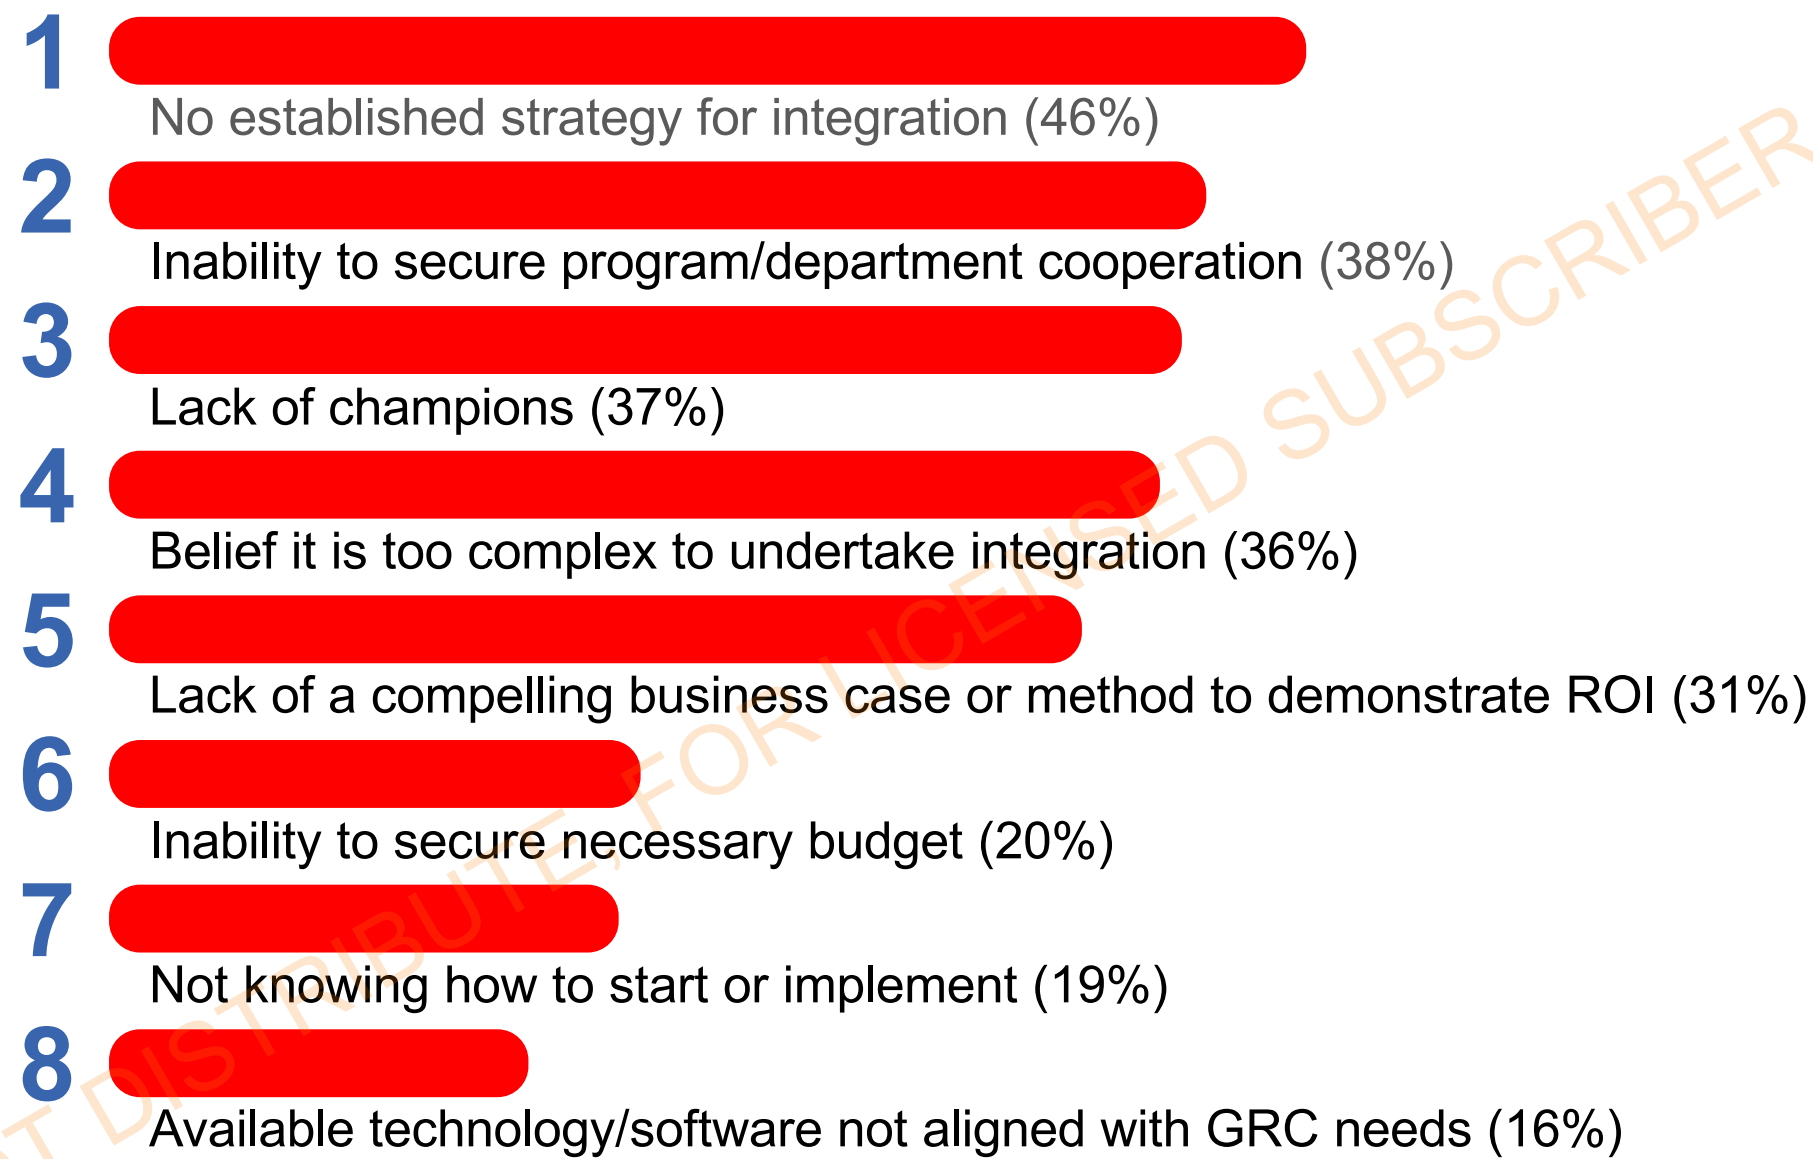 1
No established strategy for integration (46%)
2
Inability to secure program/department cooperation (38%)
3
Lack of champions (37%)
4
Belief it is too complex to undertake integration (36%)
5
Lack of a compelling business case or method to demonstrate ROI (31%)
6
Inability to secure necessary budget (20%)
7
Not knowing how to start or implement (19%)
8
Available technology/software not aligned with GRC needs (16%)
DISTRIBUTE, FOR LICENSED SUBSCRIBER